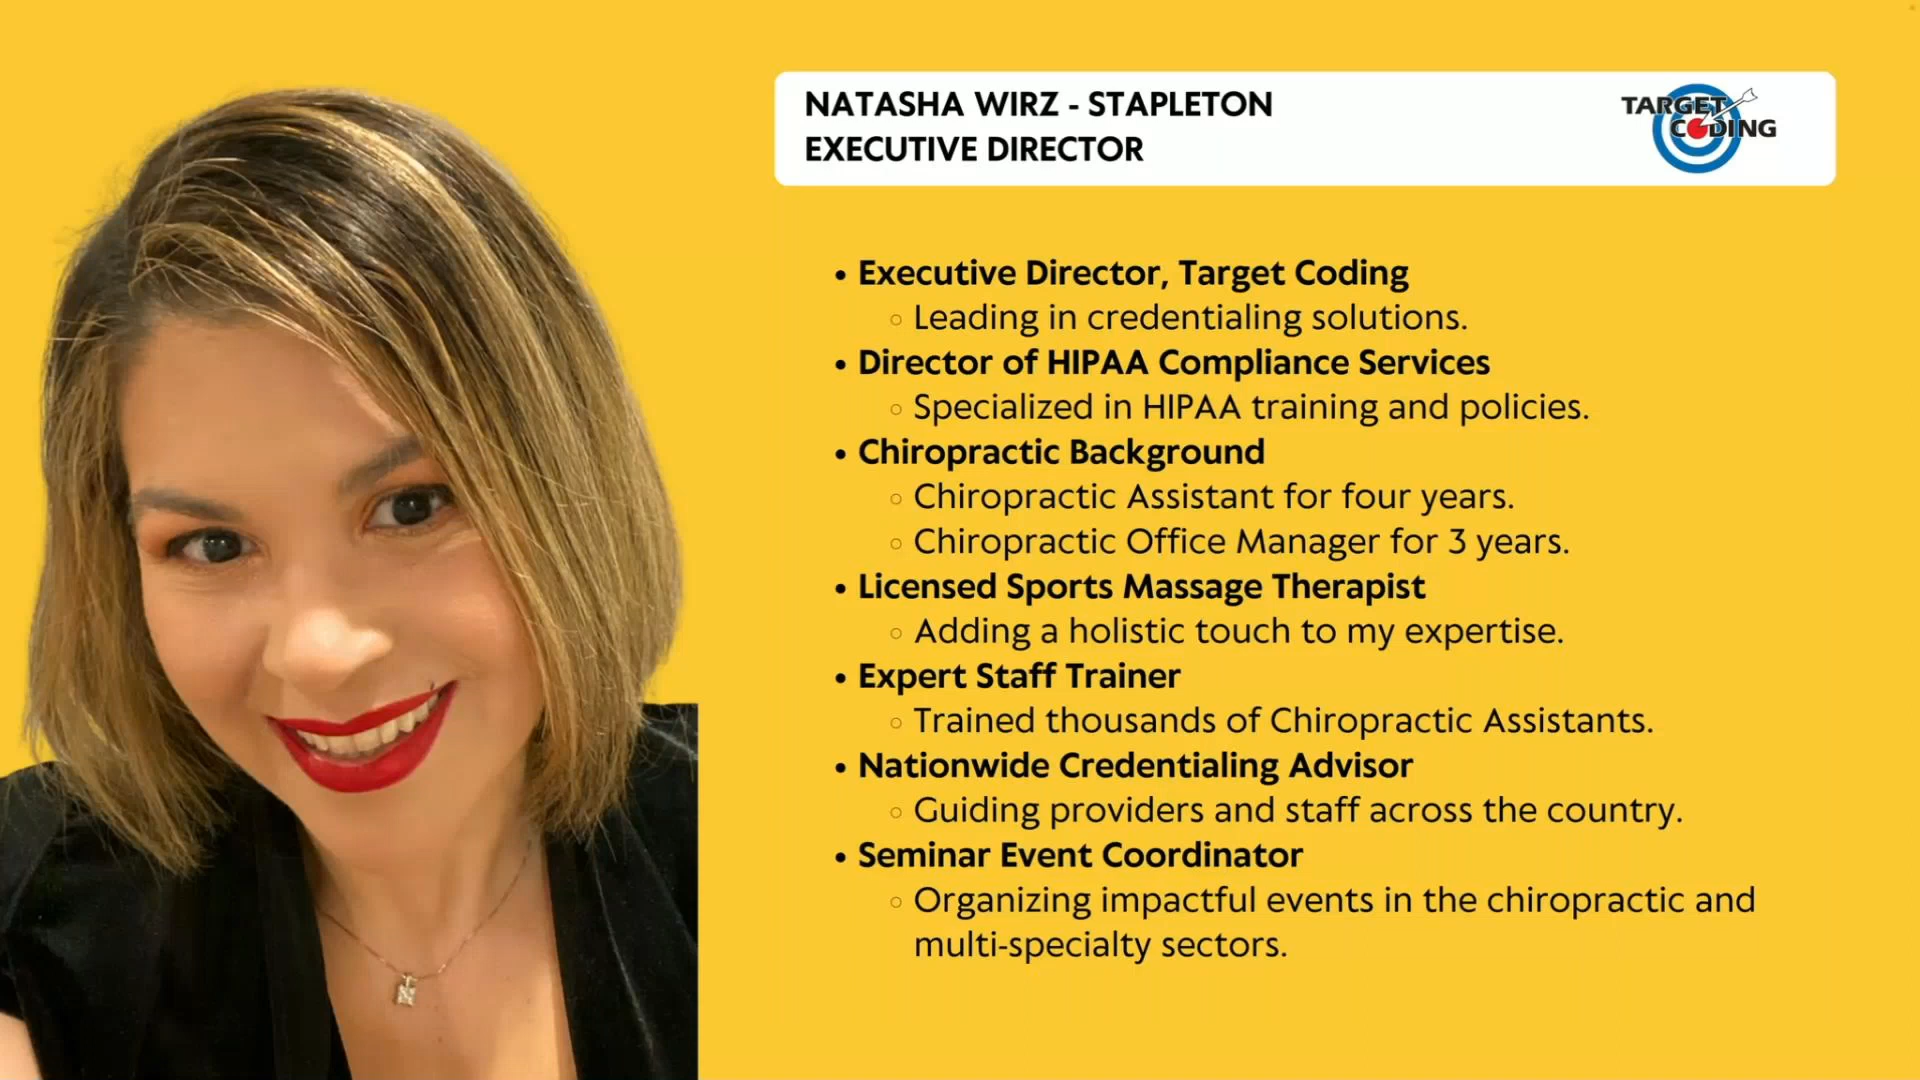 NATASHA WIRZ - STAPLETON
EXECUTIVE DIRECTOR
TARGET
CODING
• Executive Director, Target Coding
○ Leading in credentialing solutions.
• Director of HIPAA Compliance Services
○ Specialized in HIPAA training and policies.
• Chiropractic Background
○ Chiropractic Assistant for four years.
○ Chiropractic Office Manager for 3 years.
• Licensed Sports Massage Therapist
○ Adding a holistic touch to my expertise.
• Expert Staff Trainer
○ Trained thousands of Chiropractic Assistants.
• Nationwide Credentialing Advisor
○ Guiding providers and staff across the country.
• Seminar Event Coordinator
○ Organizing impactful events in the chiropractic and
multi-specialty sectors.